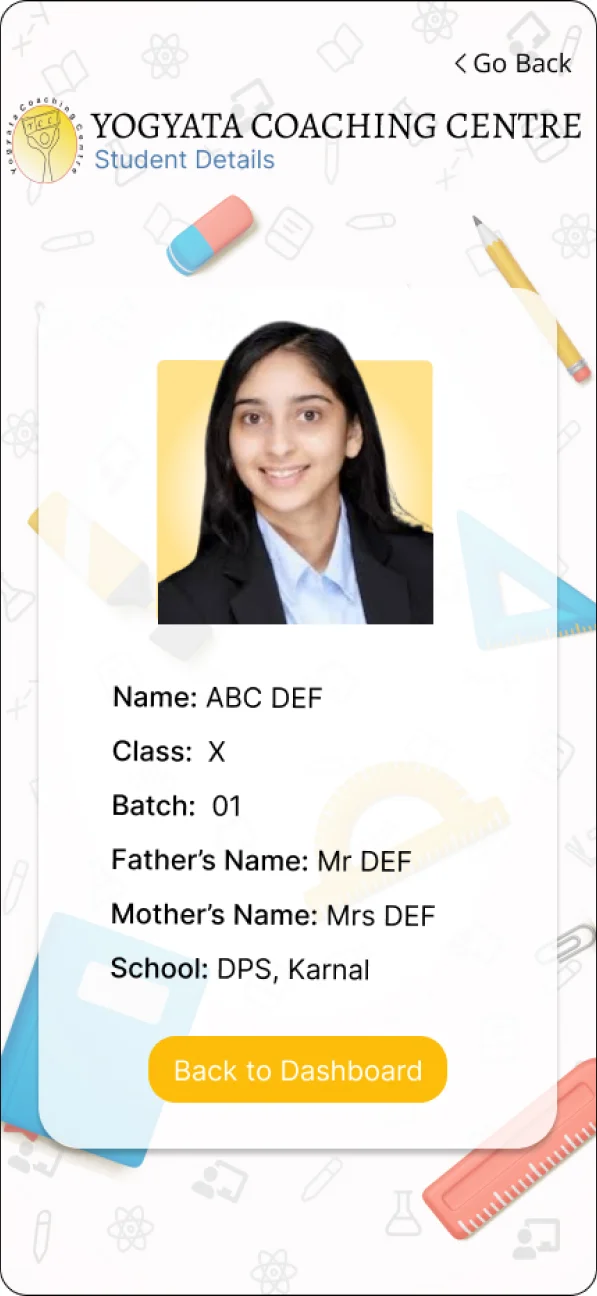 Go Back
Yogyata Coaching Centre
YCC
YOGYATA COACHING CENTRE
Student Details
Name: ABC DEF
Class: X
Batch: 01
Father’s Name: Mr DEF
Mother’s Name: Mrs DEF
School: DPS, Karnal
Back to Dashboard